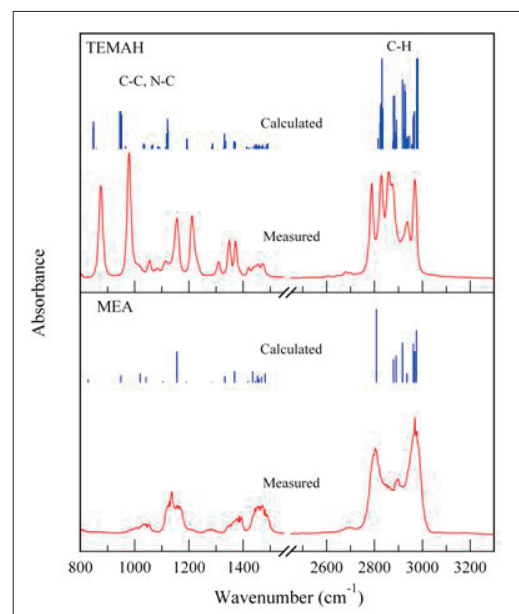 TEMAH
C-H
C-C, N-C
Calculated
Measured
Absorbance
MEA
Calculated
Measured
800 1000 1200 1400 2600 2800 3000 3200
Wavenumber (cm-1)